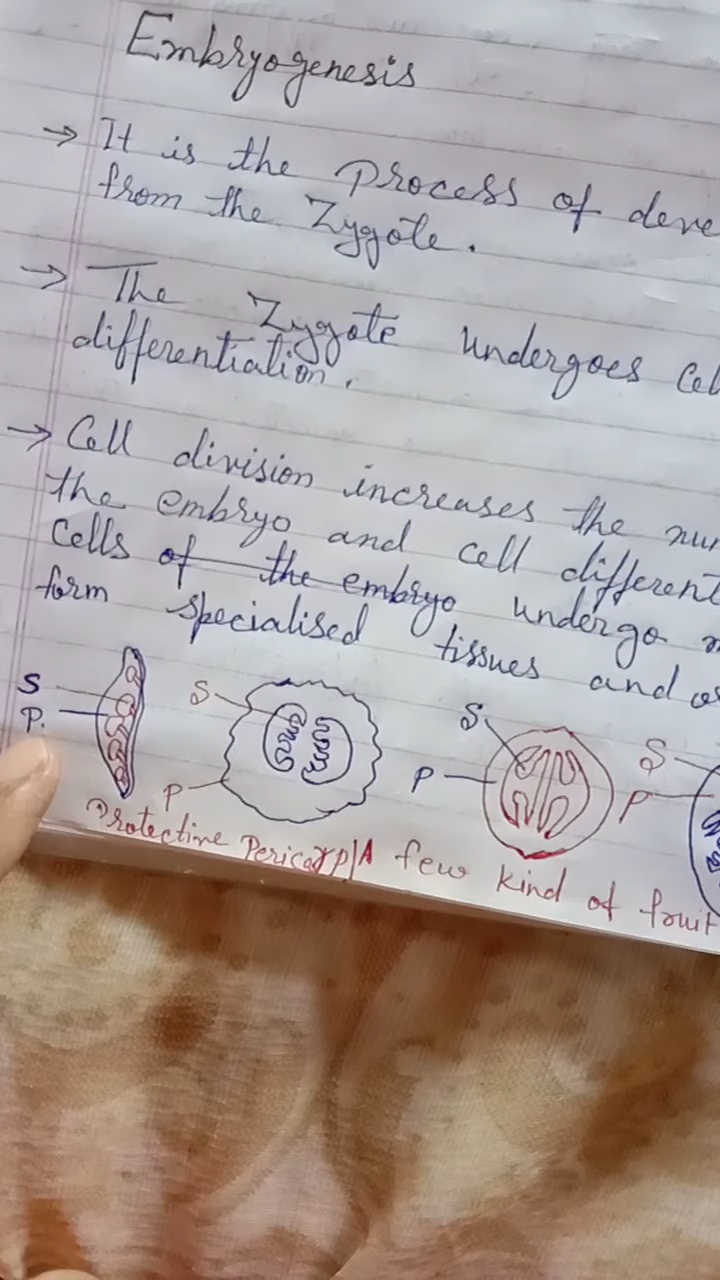 Embryogenesis
→ It is the process of deve
from the Zygote.
→ The Zygote undergoes Cel
differentiation.
→ Cell division increases the nu
the embryo and cell different
cells of the embryo undergo
form specialised tissues and o
S
P.
S
P
S
P
S
P
Protective Pericarp/A few kind of fruit